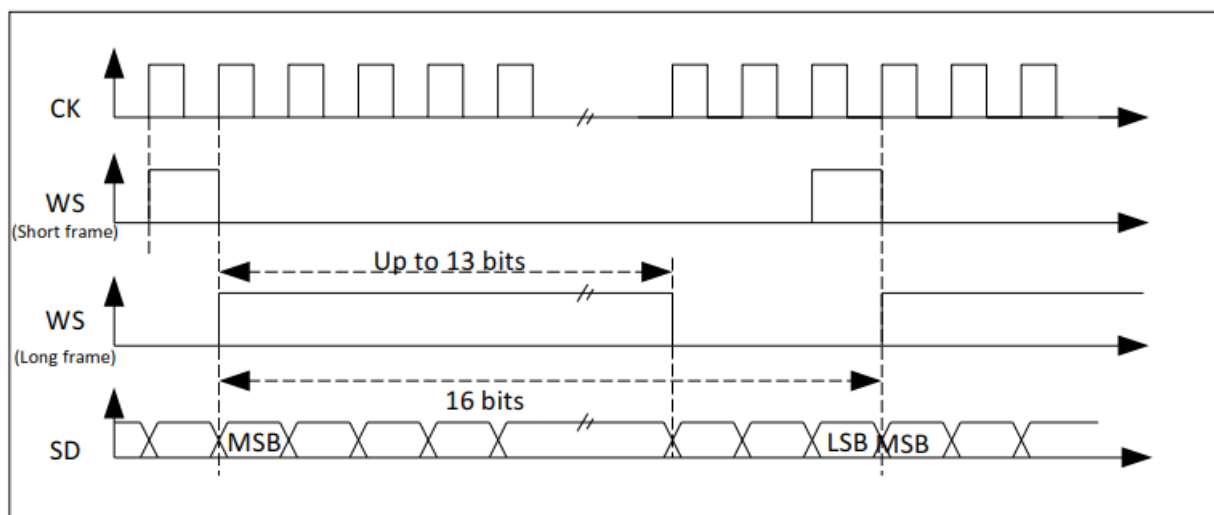 CK
WS
(Short frame)
Up to 13 bits
WS
(Long frame)
16 bits
SD
MSB
LSB
MSB